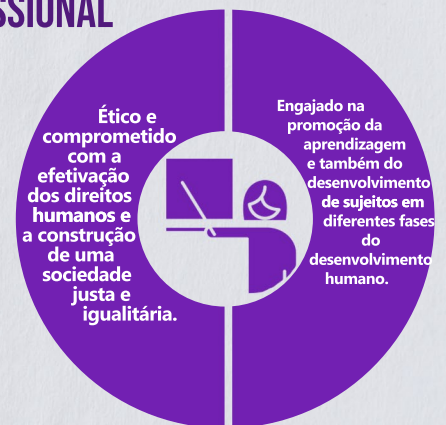 SSIONAL
Ético e
comprometido
com a
efetivação
dos direitos
humanos e
a construção
de uma
sociedade
justa e
igualitária.
Engajado na
promoção da
aprendizagem
e também do
desenvolvimento
de sujeitos em
diferentes fases
do
desenvolvimento
humano.